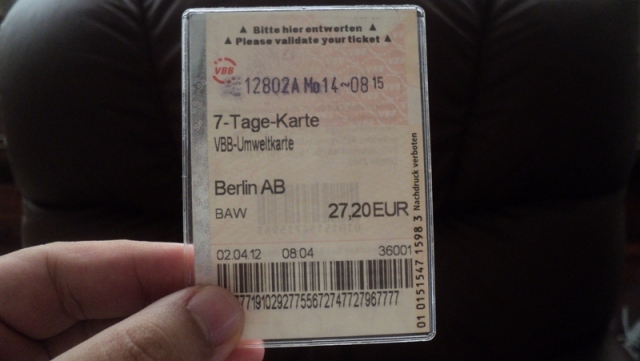 ▲ Bitte hier entwerten ▲
▲ Please validate your ticket ▲
VBB
12802A Mo14~08 15
7-Tage-Karte
VBB-Umweltkarte
Berlin AB
BAW 27,20EUR
02.04.12 08:04 36001
7719102927755672747727967777
01 0151547 1598 3 Nachdruck verboten